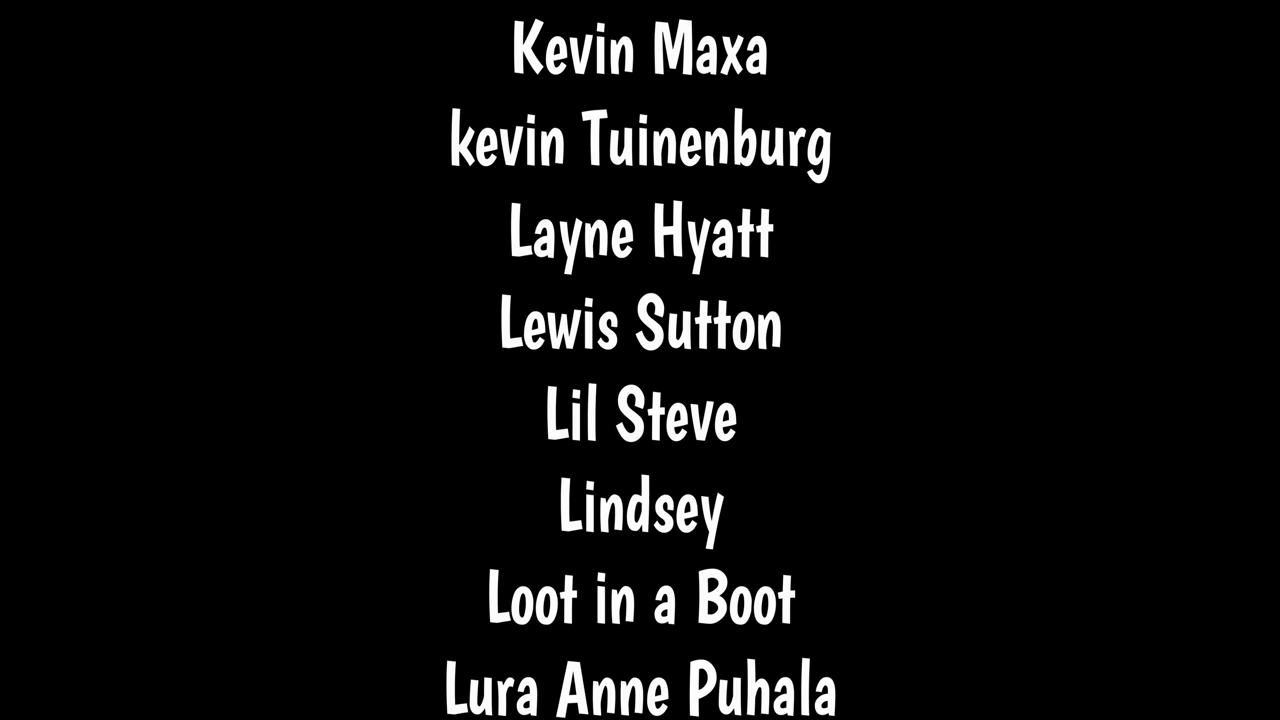 Kevin Maxa
kevin Tuinenburg
Layne Hyatt
Lewis Sutton
Lil Steve
Lindsey
Loot in a Boot
Lura Anne Puhala